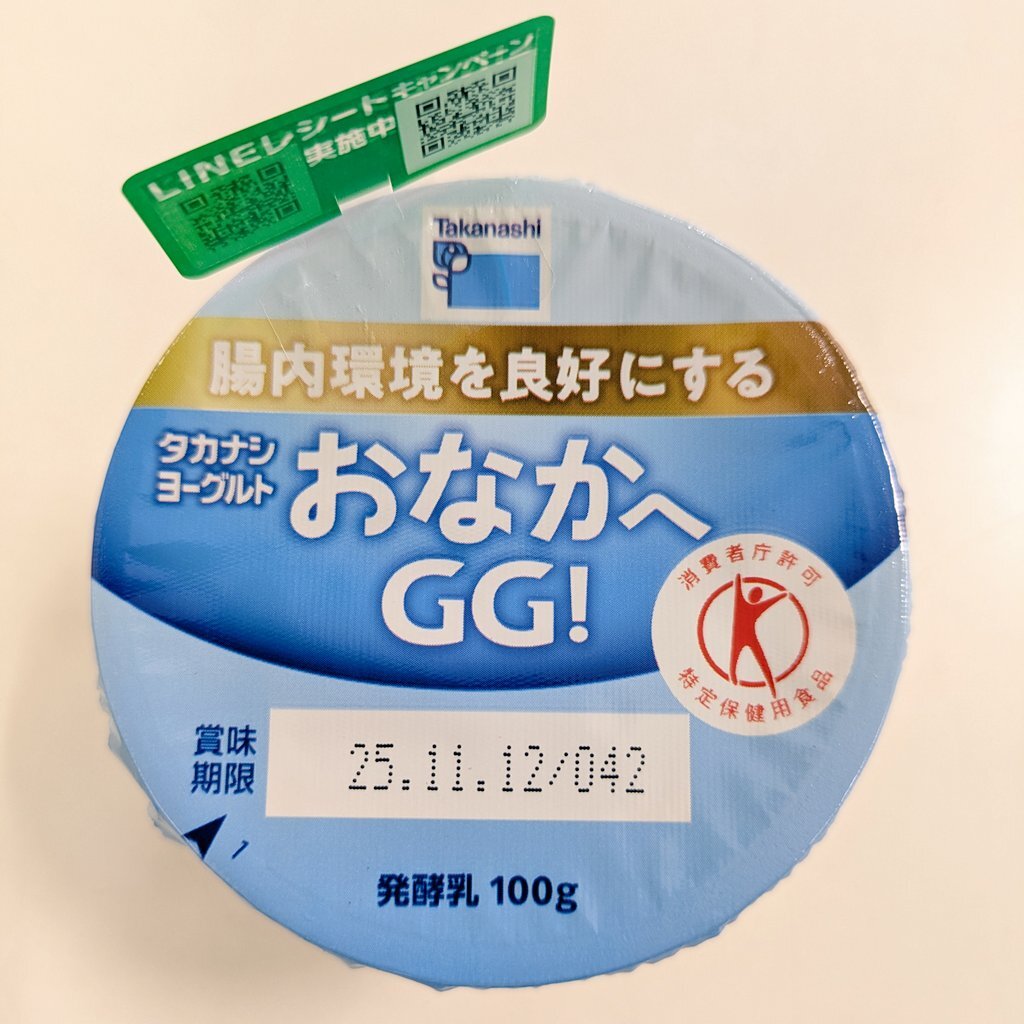 LINEレシートキャンペーン
実施中
Takanashi
腸内環境を良好にする
タカナシ
ヨーグルト
おなかへ
GG!
消費者庁許可
特定保健用食品
賞味
期限
25.11.12/042
1
発酵乳 100g